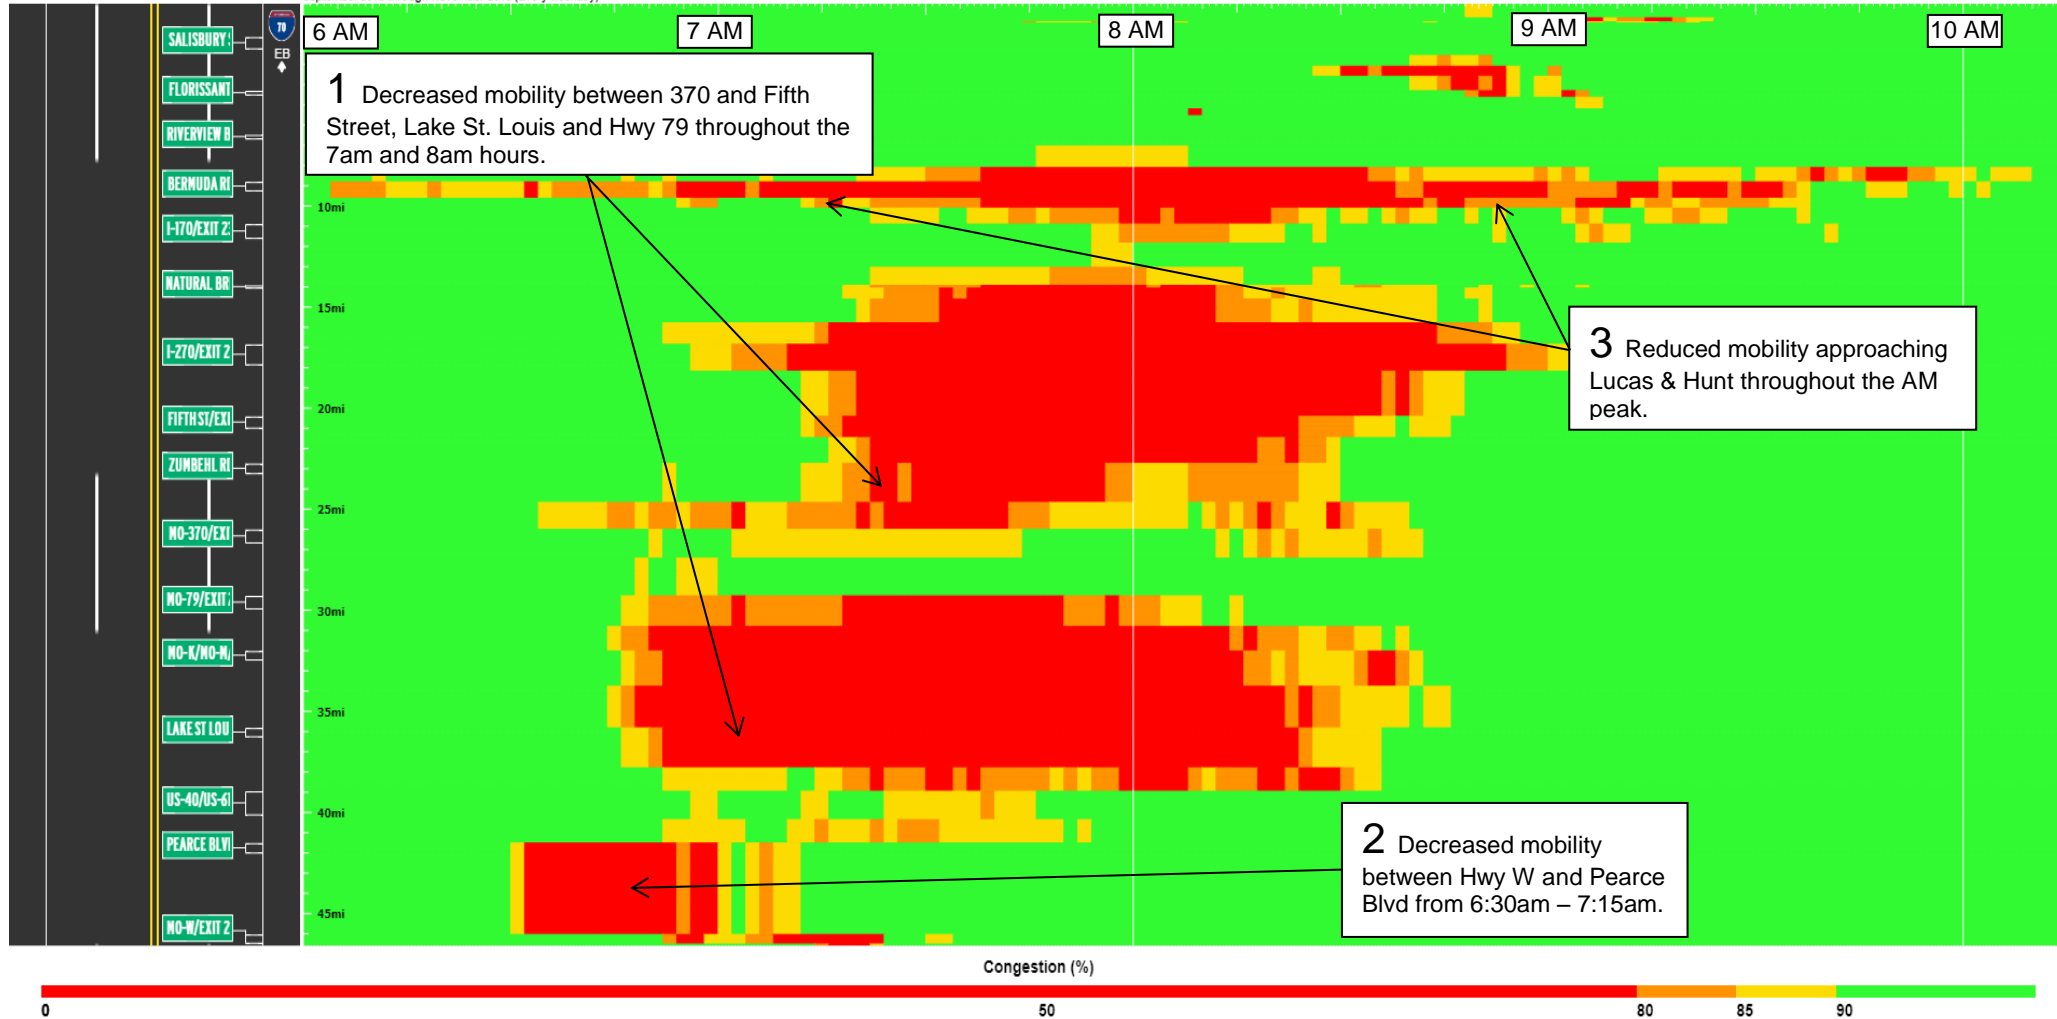 70
EB
SALISBURY
FLORISSANT
RIVERVIEW B
BERMUDA RI
I-170/EXIT 2
NATURAL BR
I-270/EXIT 2
FIFTH ST/EXI
ZUMBEHL RI
MO-370/EXI
MO-79/EXIT
MO-K/MO-M/
LAKE ST LOU
US-40/US-6
PEARCE BLV
MO-W/EXIT 2
6 AM
7 AM
8 AM
9 AM
10 AM
1 Decreased mobility between 370 and Fifth
Street, Lake St. Louis and Hwy 79 throughout the
7am and 8am hours.
10mi
15mi
20mi
25mi
30mi
35mi
40mi
45mi
3 Reduced mobility approaching
Lucas & Hunt throughout the AM
peak.
2 Decreased mobility
between Hwy W and Pearce
Blvd from 6:30am – 7:15am.
Congestion (%)
0
50
80
85
90